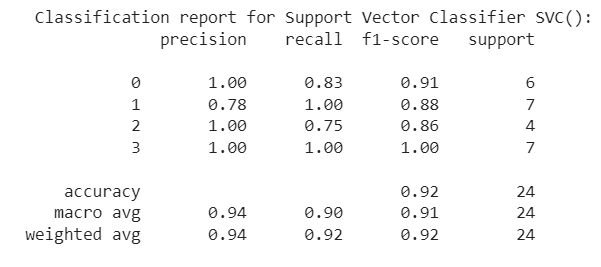 Classification report for Support Vector Classifier SVC():
precision recall f1-score support
0 1.00 0.83 0.91 6
1 0.78 1.00 0.88 7
2 1.00 0.75 0.86 4
3 1.00 1.00 1.00 7
accuracy 0.92 24
macro avg 0.94 0.90 0.91 24
weighted avg 0.94 0.92 0.92 24